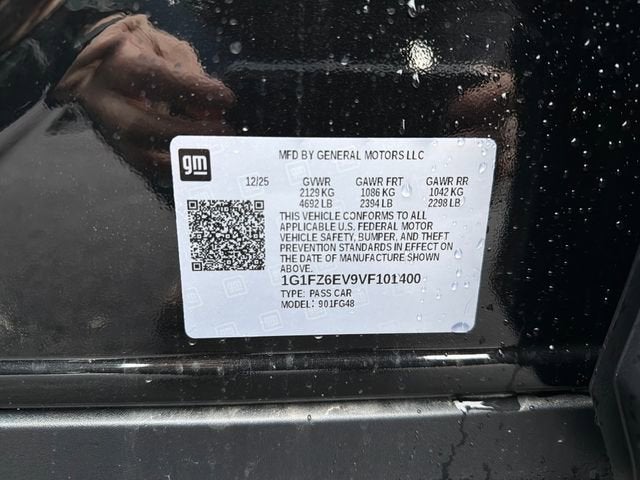 gm
MFD BY GENERAL MOTORS LLC
12/25 GVWR GAWR FRT GAWR RR
2129 KG 1086 KG 1042 KG
4692 LB 2394 LB 2298 LB
THIS VEHICLE CONFORMS TO ALL
APPLICABLE U.S. FEDERAL MOTOR
VEHICLE SAFETY, BUMPER, AND THEFT
PREVENTION STANDARDS IN EFFECT ON
THE DATE OF MANUFACTURE SHOWN
ABOVE.
1G1FZ6EV9VF101400
TYPE: PASS CAR
MODEL: 901FG48